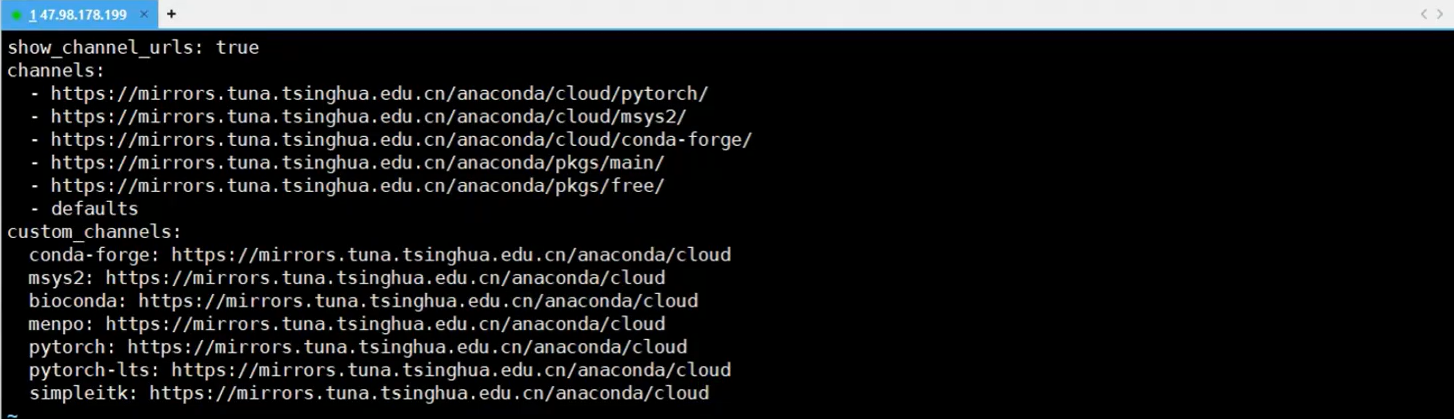 1 47.98.178.199 × +
show_channel_urls: true
channels:
  - https://mirrors.tuna.tsinghua.edu.cn/anaconda/cloud/pytorch/
  - https://mirrors.tuna.tsinghua.edu.cn/anaconda/cloud/msys2/
  - https://mirrors.tuna.tsinghua.edu.cn/anaconda/cloud/conda-forge/
  - https://mirrors.tuna.tsinghua.edu.cn/anaconda/pkgs/main/
  - https://mirrors.tuna.tsinghua.edu.cn/anaconda/pkgs/free/
  - defaults
custom_channels:
  conda-forge: https://mirrors.tuna.tsinghua.edu.cn/anaconda/cloud
  msys2: https://mirrors.tuna.tsinghua.edu.cn/anaconda/cloud
  bioconda: https://mirrors.tuna.tsinghua.edu.cn/anaconda/cloud
  menpo: https://mirrors.tuna.tsinghua.edu.cn/anaconda/cloud
  pytorch: https://mirrors.tuna.tsinghua.edu.cn/anaconda/cloud
  pytorch-lts: https://mirrors.tuna.tsinghua.edu.cn/anaconda/cloud
  simpleitk: https://mirrors.tuna.tsinghua.edu.cn/anaconda/cloud
~